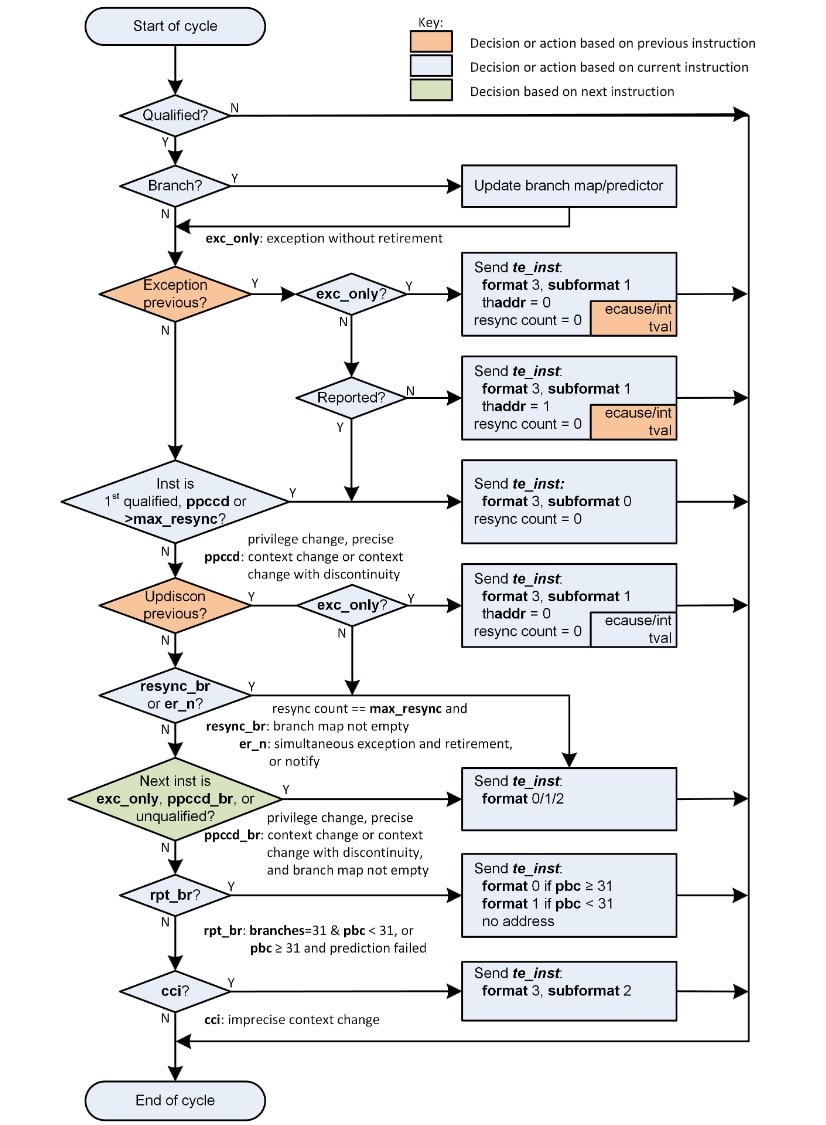 Start of cycle
Key:
Decision or action based on previous instruction
Decision or action based on current instruction
Decision based on next instruction
Qualified?
N
Y
Branch?
Y
Update branch map/predictor
N
exc_only: exception without retirement
Exception
previous?
Y
exc_only?
Y
Send te_inst:
format 3, subformat 1
thaddr = 0
resync count = 0
ecause/int
tval
N
N
Reported?
N
Send te_inst:
format 3, subformat 1
thaddr = 1
resync count = 0
ecause/int
tval
Y
Inst is
1st qualified, ppccd or
>max_resync?
Y
Send te_inst:
format 3, subformat 0
resync count = 0
N
privilege change, precise
ppccd: context change or context
change with discontinuity
Updiscon
previous?
Y
exc_only?
Y
Send te_inst:
format 3, subformat 1
thaddr = 0
resync count = 0
ecause/int
tval
N
N
resync_br
or er_n?
Y
resync count == max_resync and
resync_br: branch map not empty
er_n: simultaneous exception and retirement,
or notify
N
Next inst is
exc_only, ppccd_br, or
unqualified?
Y
Send te_inst:
format 0/1/2
privilege change, precise
ppccd_br: context change or context
change with discontinuity,
and branch map not empty
N
rpt_br?
Y
Send te_inst:
format 0 if pbc ≥ 31
format 1 if pbc < 31
no address
rpt_br: branches=31 & pbc < 31, or
pbc ≥ 31 and prediction failed
N
cci?
Y
Send te_inst:
format 3, subformat 2
N
cci: imprecise context change
End of cycle